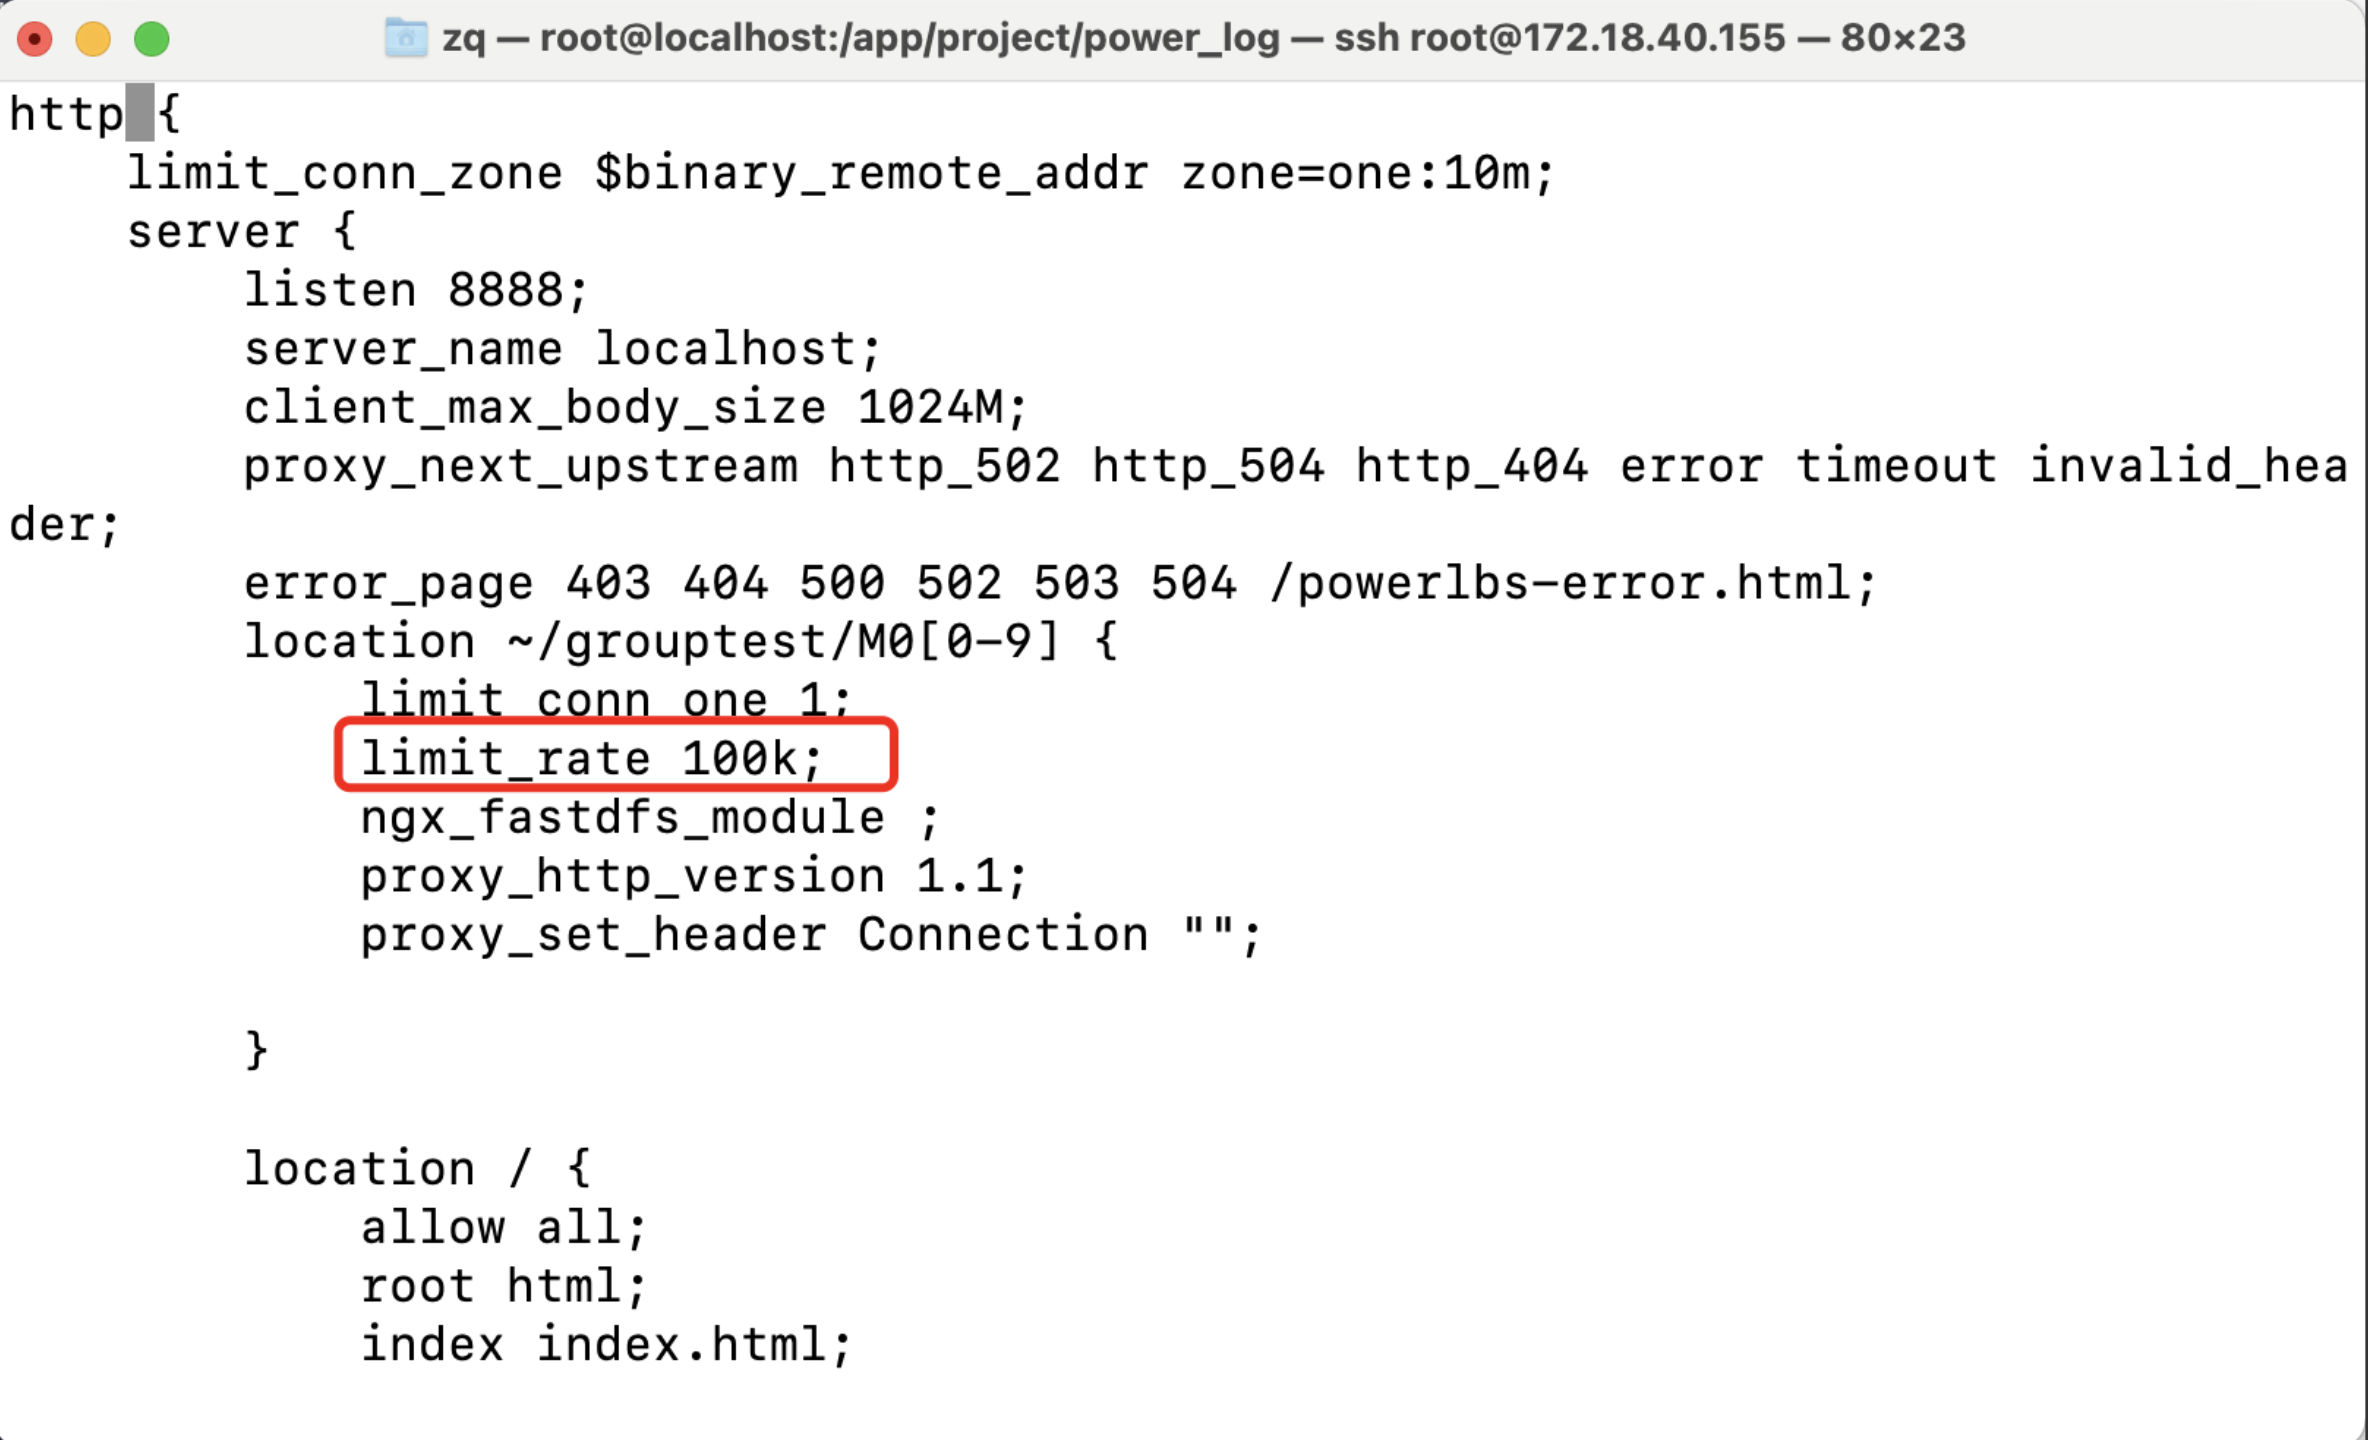 zq — root@localhost:/app/project/power_log — ssh root@172.18.40.155 — 80×23
http {
limit_conn_zone $binary_remote_addr zone=one:10m;
server {
listen 8888;
server_name localhost;
client_max_body_size 1024M;
proxy_next_upstream http_502 http_504 http_404 error timeout invalid_hea
der;
error_page 403 404 500 502 503 504 /powerlbs-error.html;
location ~/grouptest/M0[0-9] {
limit_conn one 1;
limit_rate 100k;
ngx_fastdfs_module ;
proxy_http_version 1.1;
proxy_set_header Connection "";
}
location / {
allow all;
root html;
index index.html;